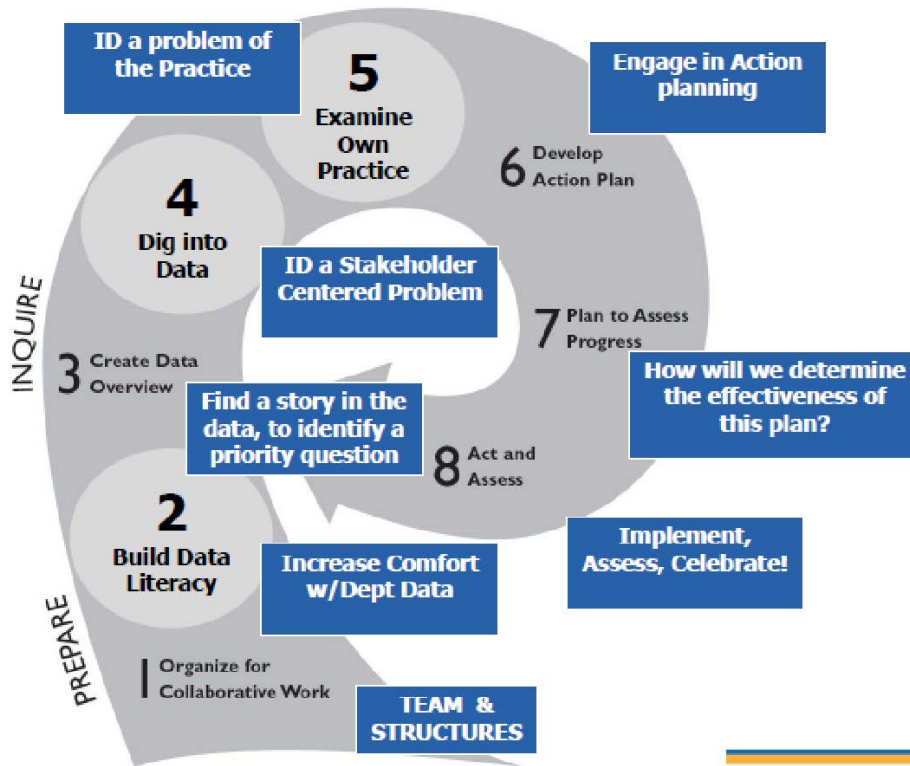 ID a problem of
the Practice
5
Examine
Own
Practice
Engage in Action
planning
6 Develop
Action Plan
4
Dig into
Data
ID a Stakeholder
Centered Problem
INQUIRE
3 Create Data
Overview
7 Plan to Assess
Progress
How will we determine
the effectiveness of
this plan?
Find a story in the
data, to identify a
priority question
8 Act and
Assess
2
Build Data
Literacy
Increase Comfort
w/Dept Data
Implement,
Assess, Celebrate!
PREPARE
1 Organize for
Collaborative Work
TEAM &
STRUCTURES